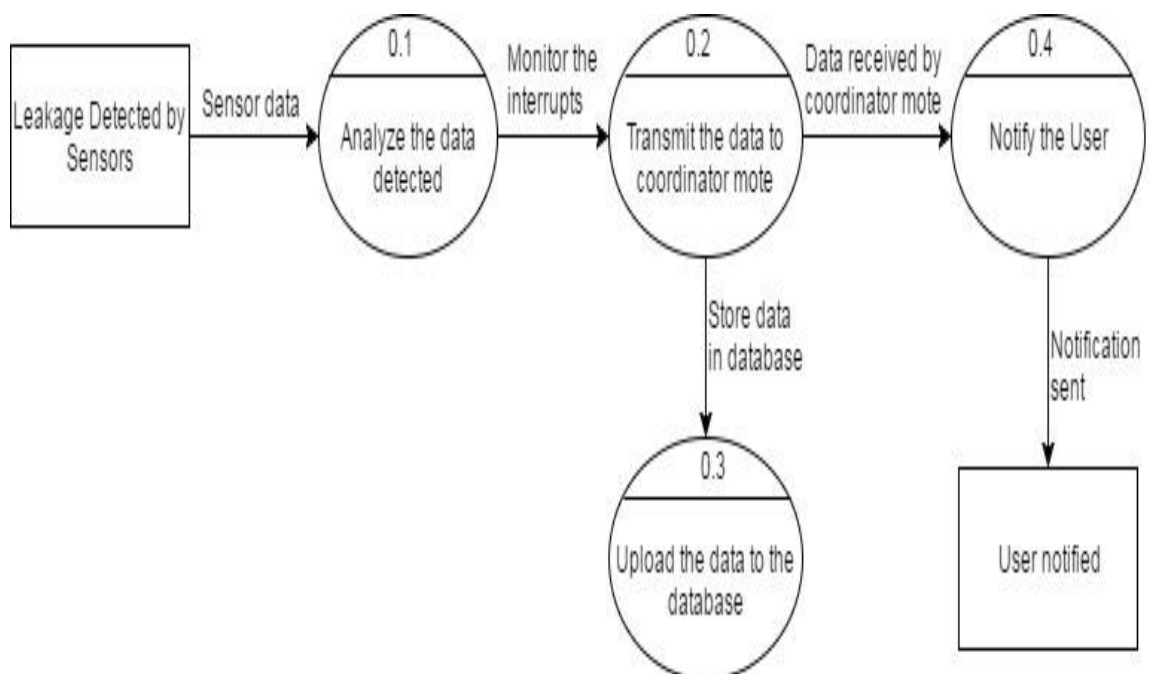 Leakage Detected by
Sensors
Sensor data
0.1
Analyze the data
detected
Monitor the
interrupts
0.2
Transmit the data to
coordinator mote
Data received by
coordinator mote
0.4
Notify the User
Store data
in database
Notification
sent
0.3
Upload the data to the
database
User notified